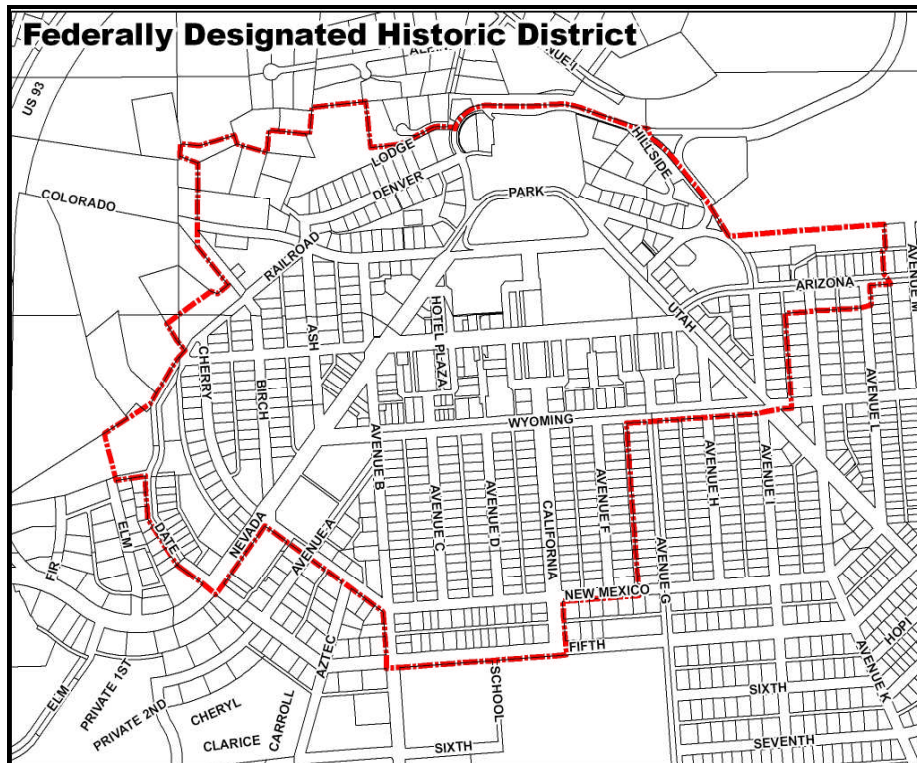 Federally Designated Historic District
US 93
AVENUE I
LODGE
HILLSIDE
DENVER
COLORADO
PARK
RAILROAD
AVENUE M
ARIZONA
HOTEL PLAZA
UTAH
ASH
CHERRY
BIRCH
AVENUE L
WYOMING
AVENUE B
AVENUE C
AVENUE D
CALIFORNIA
AVENUE F
AVENUE H
AVENUE I
NEVADA
AVENUE A
ELM
DATE
FIR
AVENUE G
NEW MEXICO
FIFTH
AZTEC
SCHOOL
AVENUE K
ELM
PRIVATE 1ST
PRIVATE 2ND
CHERYL
CARROLL
CLARICE
SIXTH
SIXTH
SEVENTH